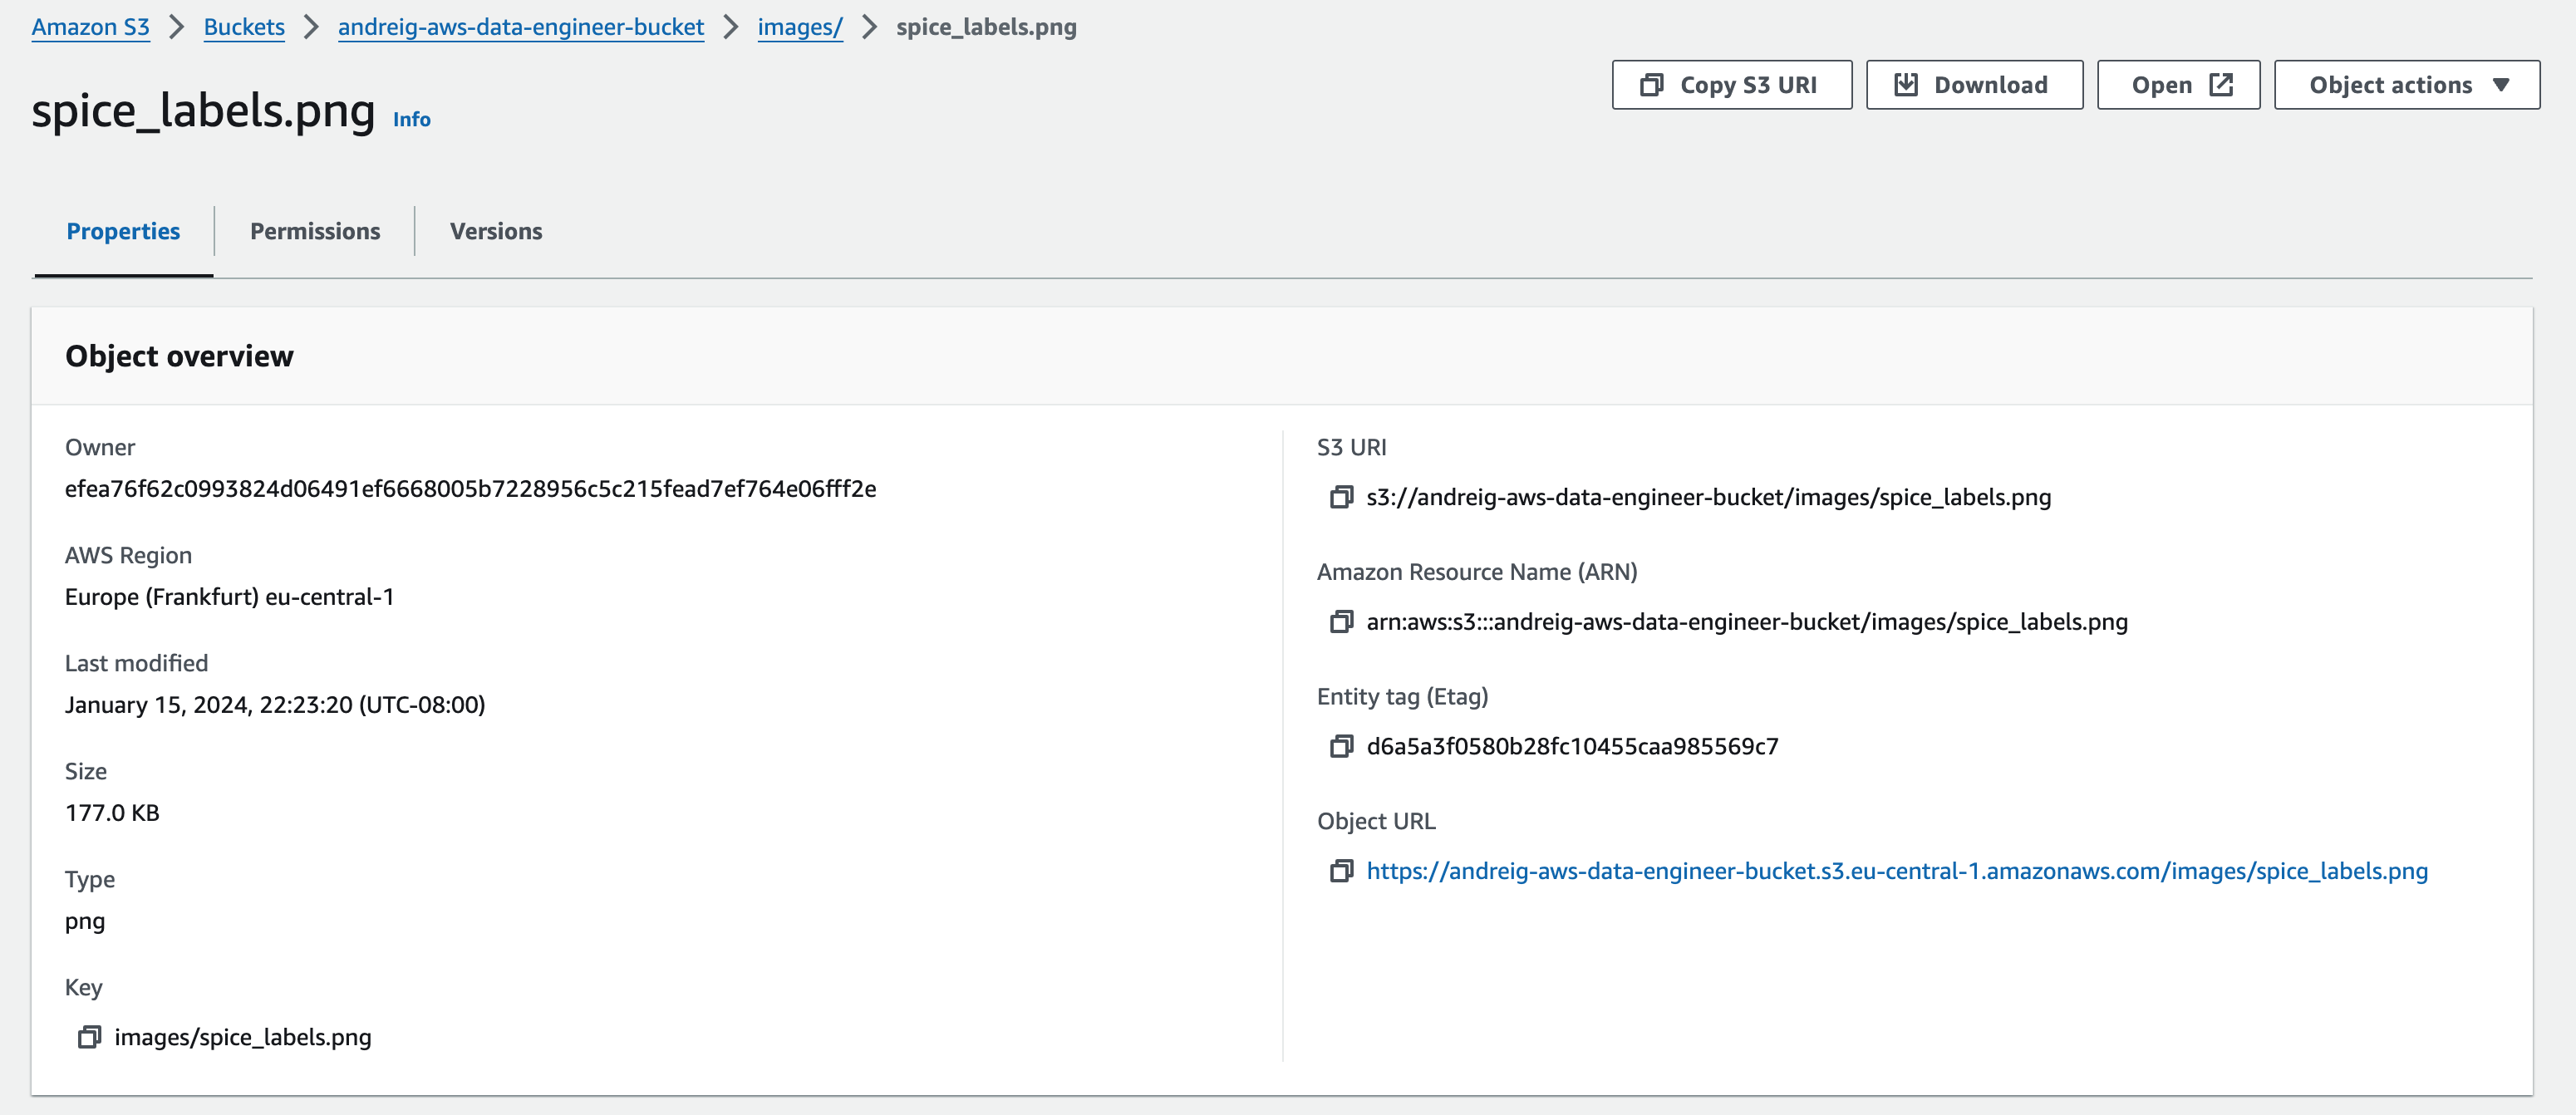 Amazon S3 > Buckets > andreig-aws-data-engineer-bucket > images/ > spice_labels.png
spice_labels.png Info
Copy S3 URI
Download
Open
Object actions
Properties
Permissions
Versions
Object overview
Owner
efea76f62c0993824d06491ef6668005b7228956c5c215fead7ef764e06fff2e
AWS Region
Europe (Frankfurt) eu-central-1
Last modified
January 15, 2024, 22:23:20 (UTC-08:00)
Size
177.0 KB
Type
png
Key
images/spice_labels.png
S3 URI
s3://andreig-aws-data-engineer-bucket/images/spice_labels.png
Amazon Resource Name (ARN)
arn:aws:s3:::andreig-aws-data-engineer-bucket/images/spice_labels.png
Entity tag (Etag)
d6a5a3f0580b28fc10455caa985569c7
Object URL
https://andreig-aws-data-engineer-bucket.s3.eu-central-1.amazonaws.com/images/spice_labels.png